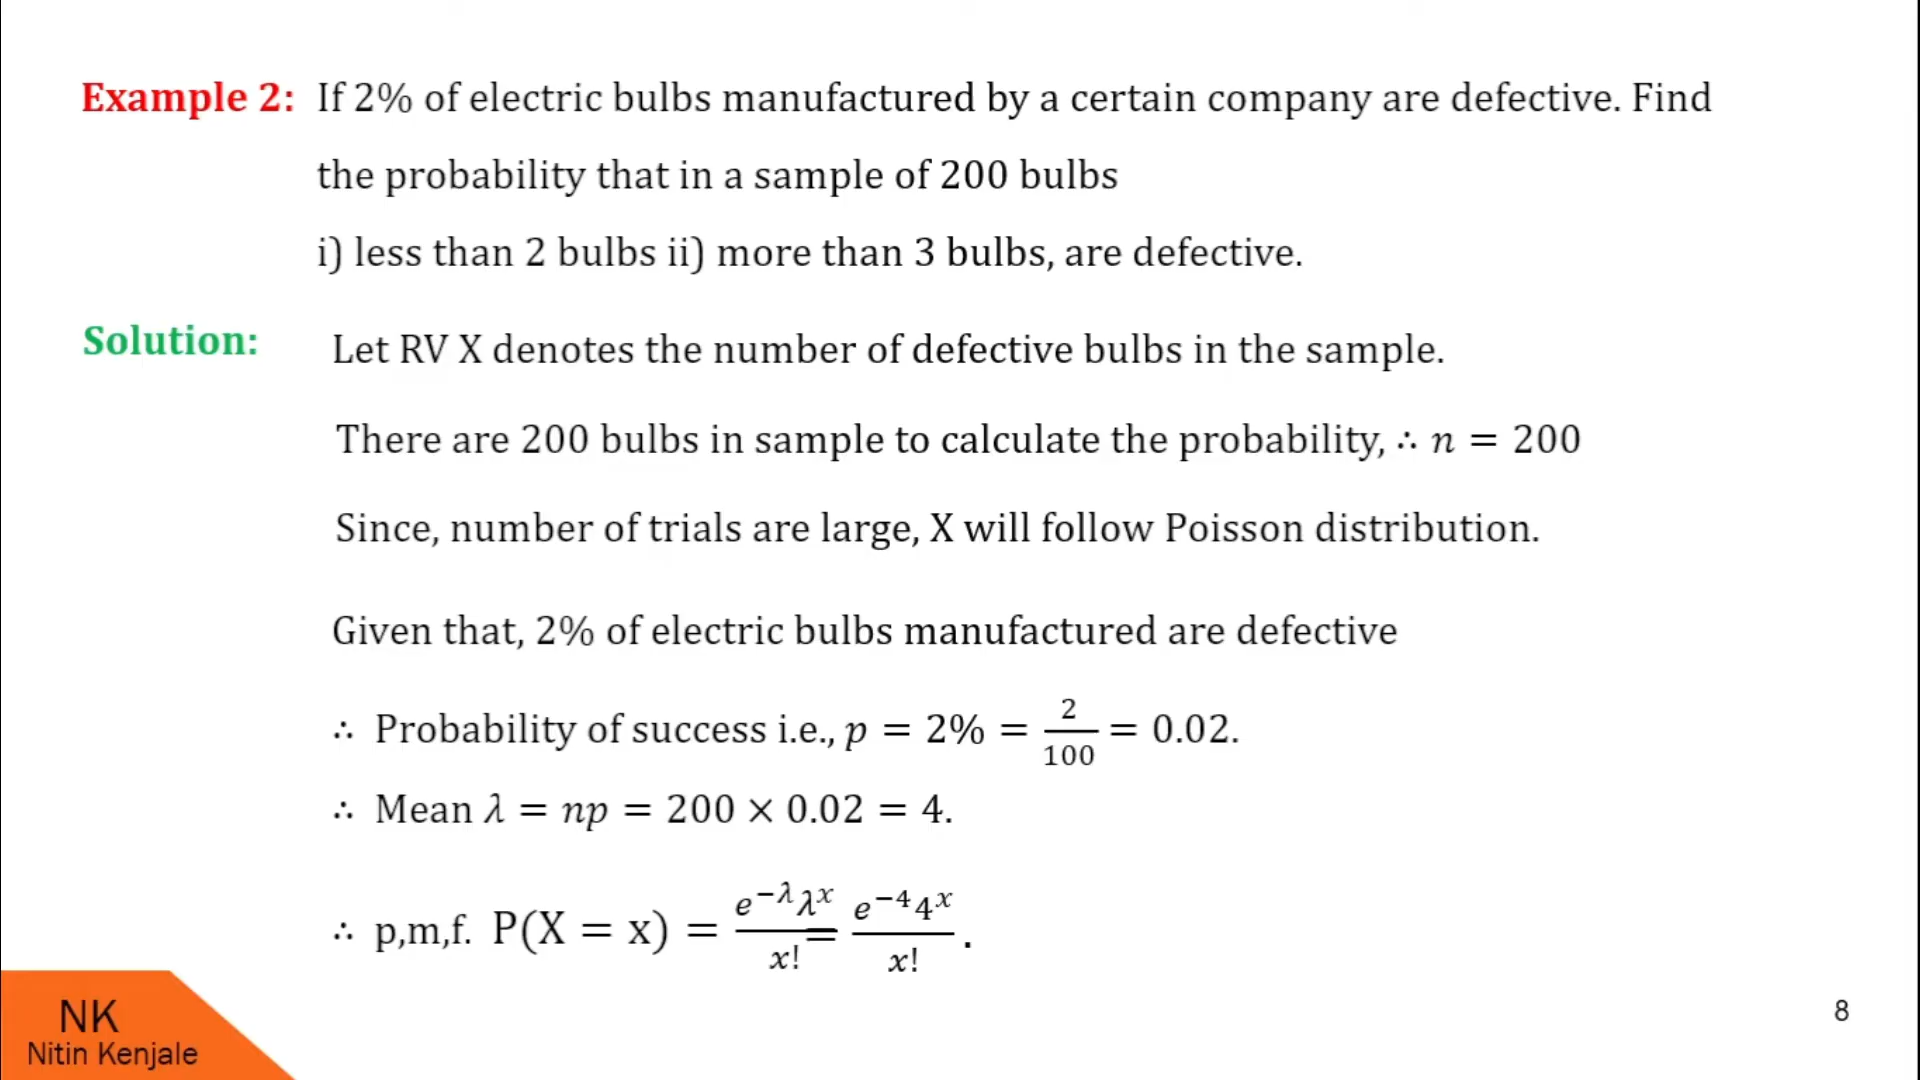 Example 2: If 2% of electric bulbs manufactured by a certain company are defective. Find
the probability that in a sample of 200 bulbs
i) less than 2 bulbs ii) more than 3 bulbs, are defective.
Solution: Let RV X denotes the number of defective bulbs in the sample.
There are 200 bulbs in sample to calculate the probability, ∴ n = 200
Since, number of trials are large, X will follow Poisson distribution.
Given that, 2% of electric bulbs manufactured are defective
∴ Probability of success i.e., p = 2% = 2/100 = 0.02.
∴ Mean λ = np = 200 × 0.02 = 4.
∴ p,m,f. P(X = x) = e^−λ λ^x / x! = e^−4 4^x / x! .
NK
Nitin Kenjale
8